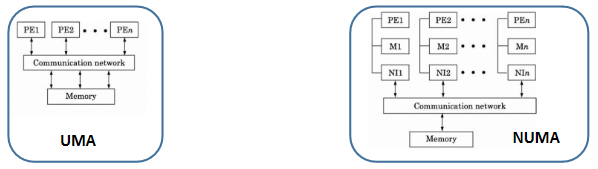 PE1 PE2 • • • PEn
Communication network
Memory
UMA
PE1 PE2 • • • PEn
M1 M2 • • • Mn
NI1 NI2 • • • NIn
Communication network
Memory
NUMA